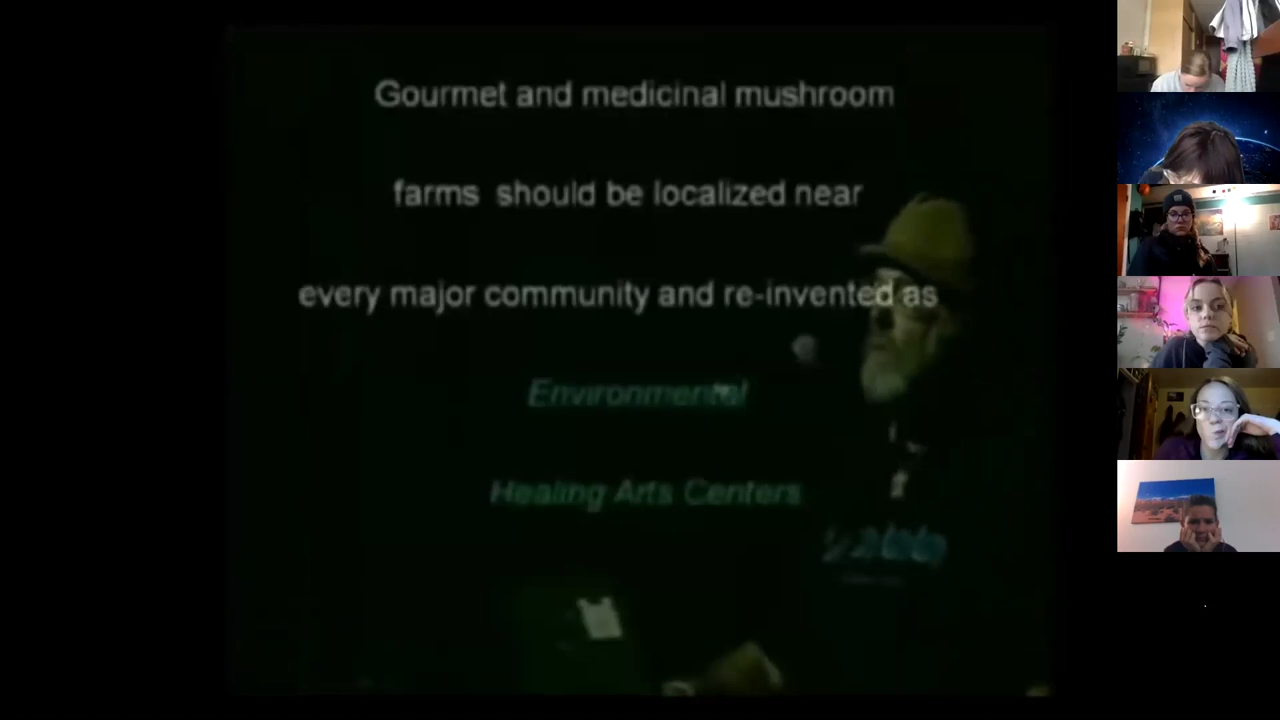 Gourmet and medicinal mushroom
farms should be localized near
every major community and re-invented as
Environmental
Healing Arts Centers